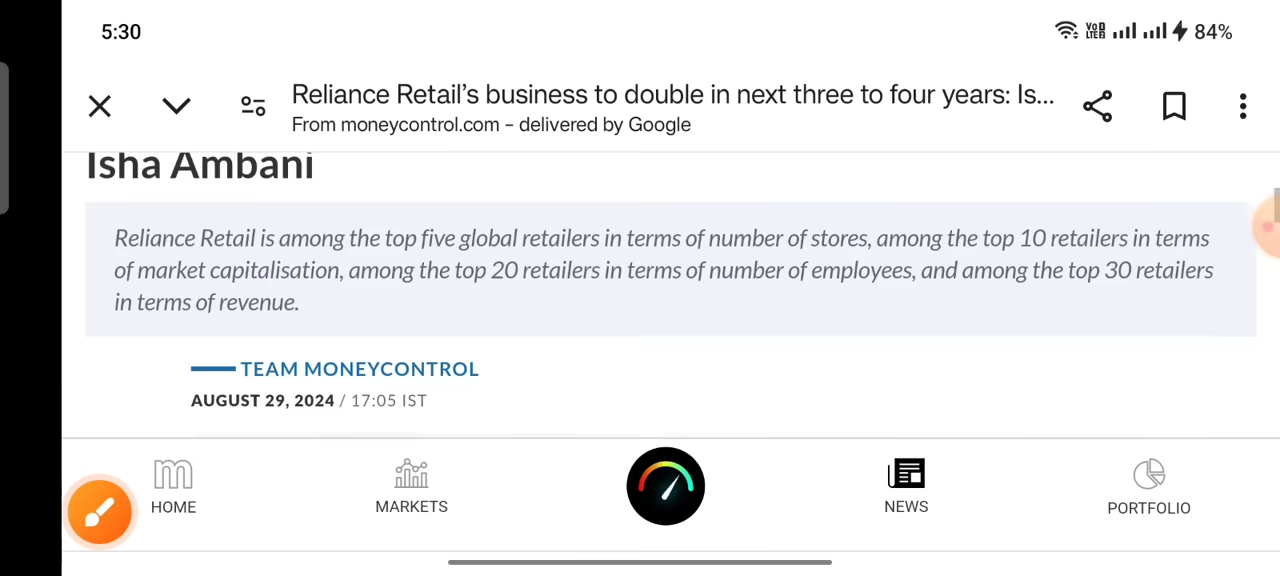 5:30
VoD LTED 84%
Reliance Retail’s business to double in next three to four years: Is...
From moneycontrol.com – delivered by Google
Isha Ambani
Reliance Retail is among the top five global retailers in terms of number of stores, among the top 10 retailers in terms
of market capitalisation, among the top 20 retailers in terms of number of employees, and among the top 30 retailers
in terms of revenue.
TEAM MONEYCONTROL
AUGUST 29, 2024 / 17:05 IST
m
HOME
MARKETS
NEWS
PORTFOLIO